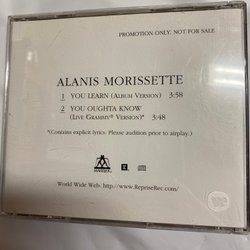 PROMOTION ONLY. NOT FOR SALE
ALANIS MORISSETTE
1 YOU LEARN (ALBUM VERSION) 3:58
2 YOU OUGHTA KNOW
(LIVE GRAMMY® VERSION)* 3:48
*(Contains explicit lyrics. Please audition prior to airplay.)
World Wide Web: http://www.RepriseRec.com/